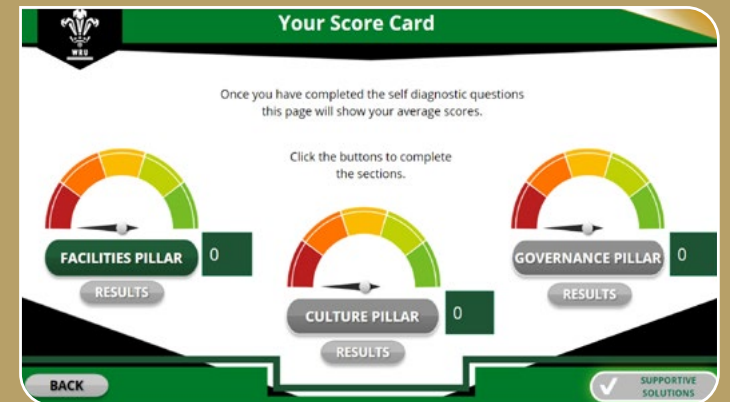 WRU
Your Score Card
Once you have completed the self diagnostic questions
this page will show your average scores.
Click the buttons to complete
the sections.
FACILITIES PILLAR
0
RESULTS
CULTURE PILLAR
0
RESULTS
GOVERNANCE PILLAR
0
RESULTS
BACK
SUPPORTIVE
SOLUTIONS